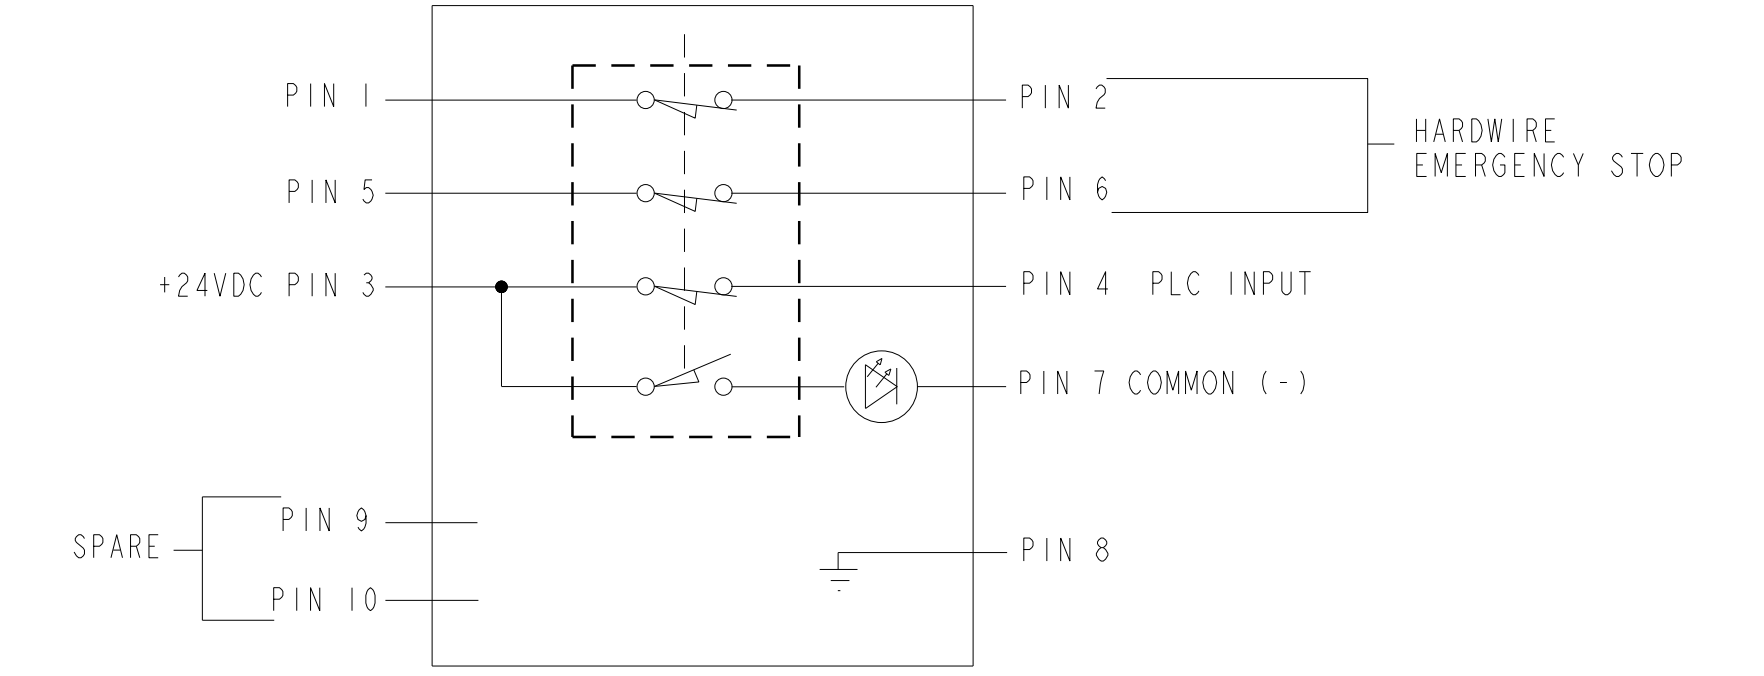 PIN 1
PIN 2
HARDWIRE
EMERGENCY STOP
PIN 5
PIN 6
+24VDC PIN 3
PIN 4 PLC INPUT
PIN 7 COMMON (-)
PIN 9
SPARE
PIN 8
PIN 10